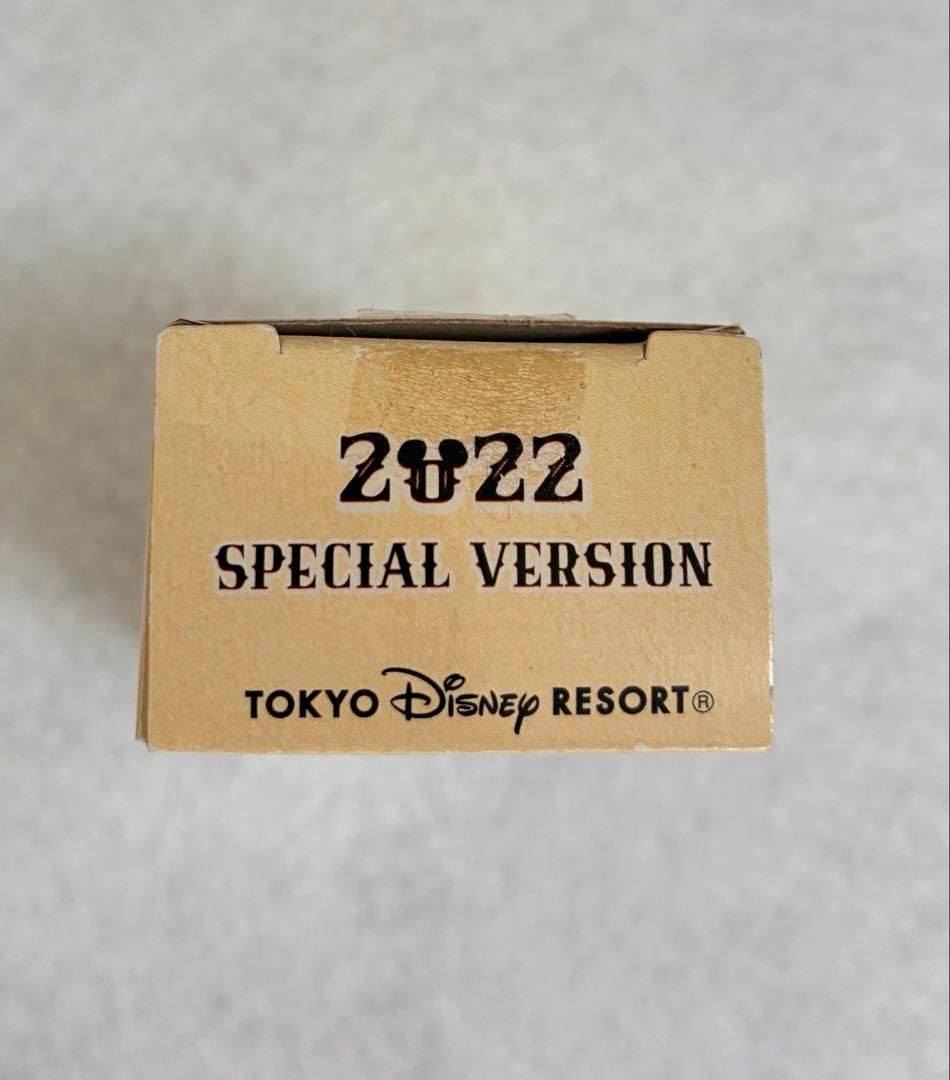 2022
SPECIAL VERSION
TOKYO Disney RESORT®